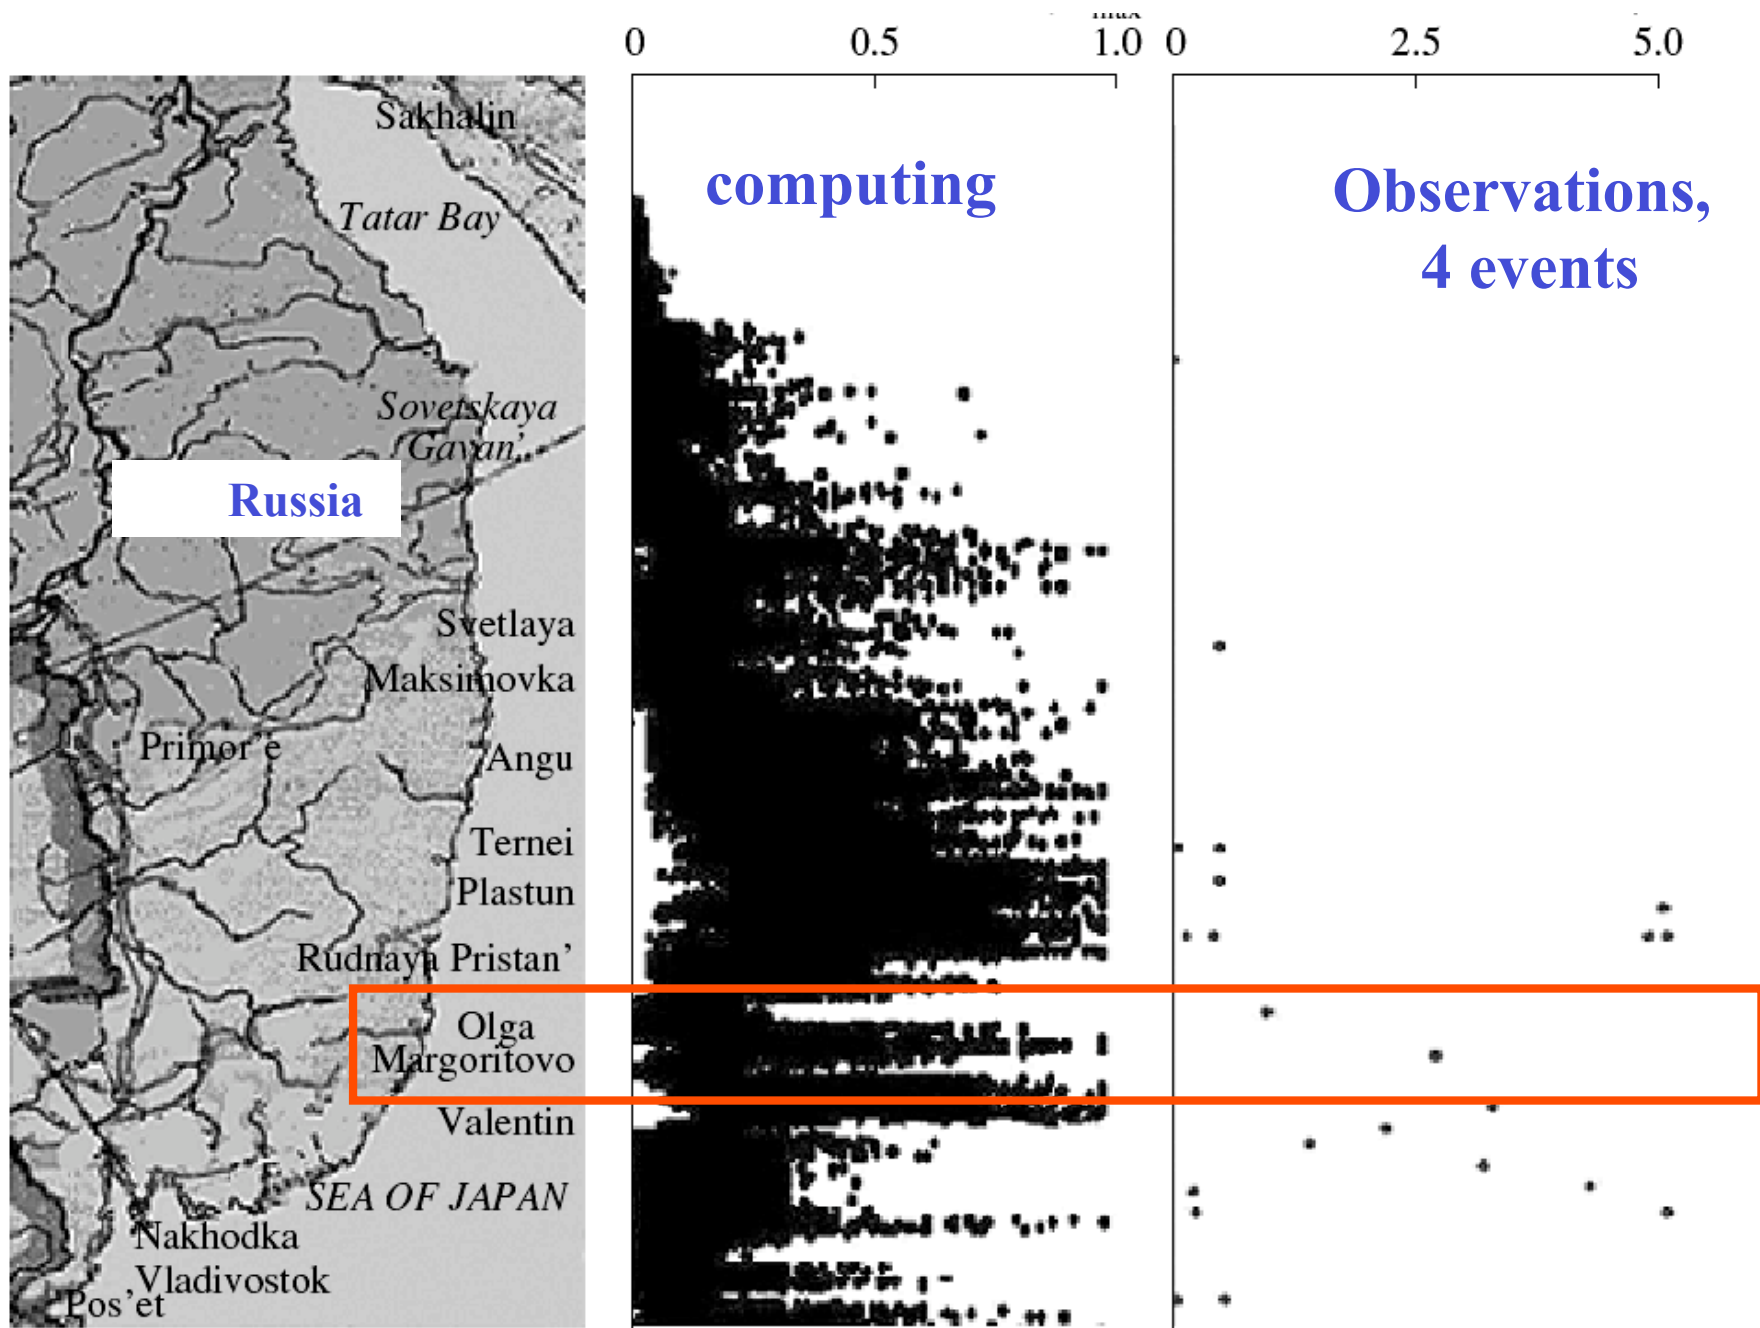 0 0.5 1.0 0 2.5 5.0
Sakhalin
computing
Observations,
4 events
Tatar Bay
Sovetskaya
Gavan'
Russia
Svetlaya
Maksimovka
Primor'e
Angu
Ternei
Plastun
Rudnaya Pristan'
Olga
Margoritovo
Valentin
SEA OF JAPAN
Nakhodka
Vladivostok
Pos'et